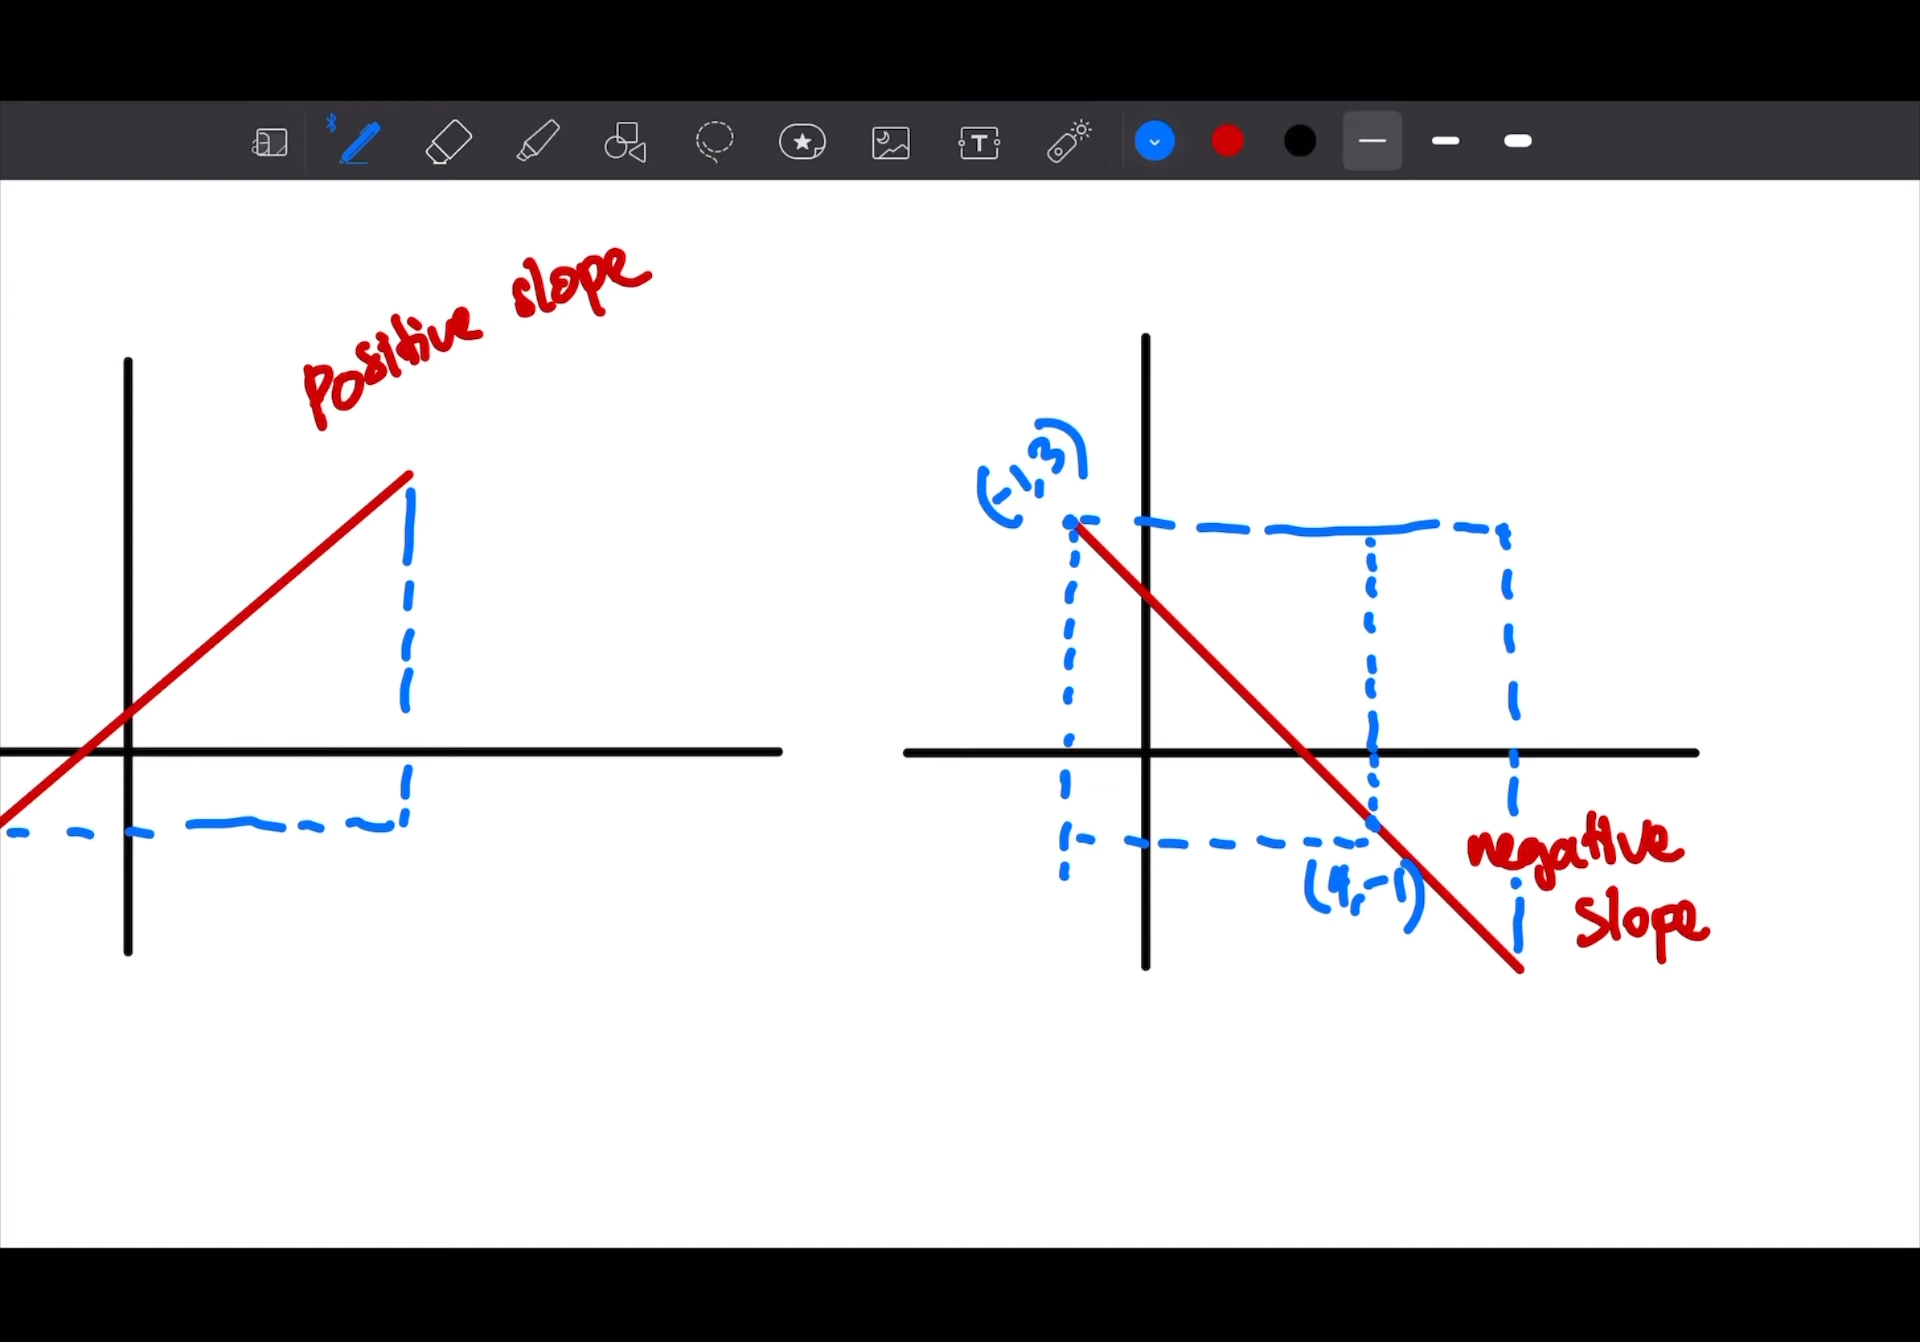 Positive slope
(-1,3)
(4,-1)
negative
slope